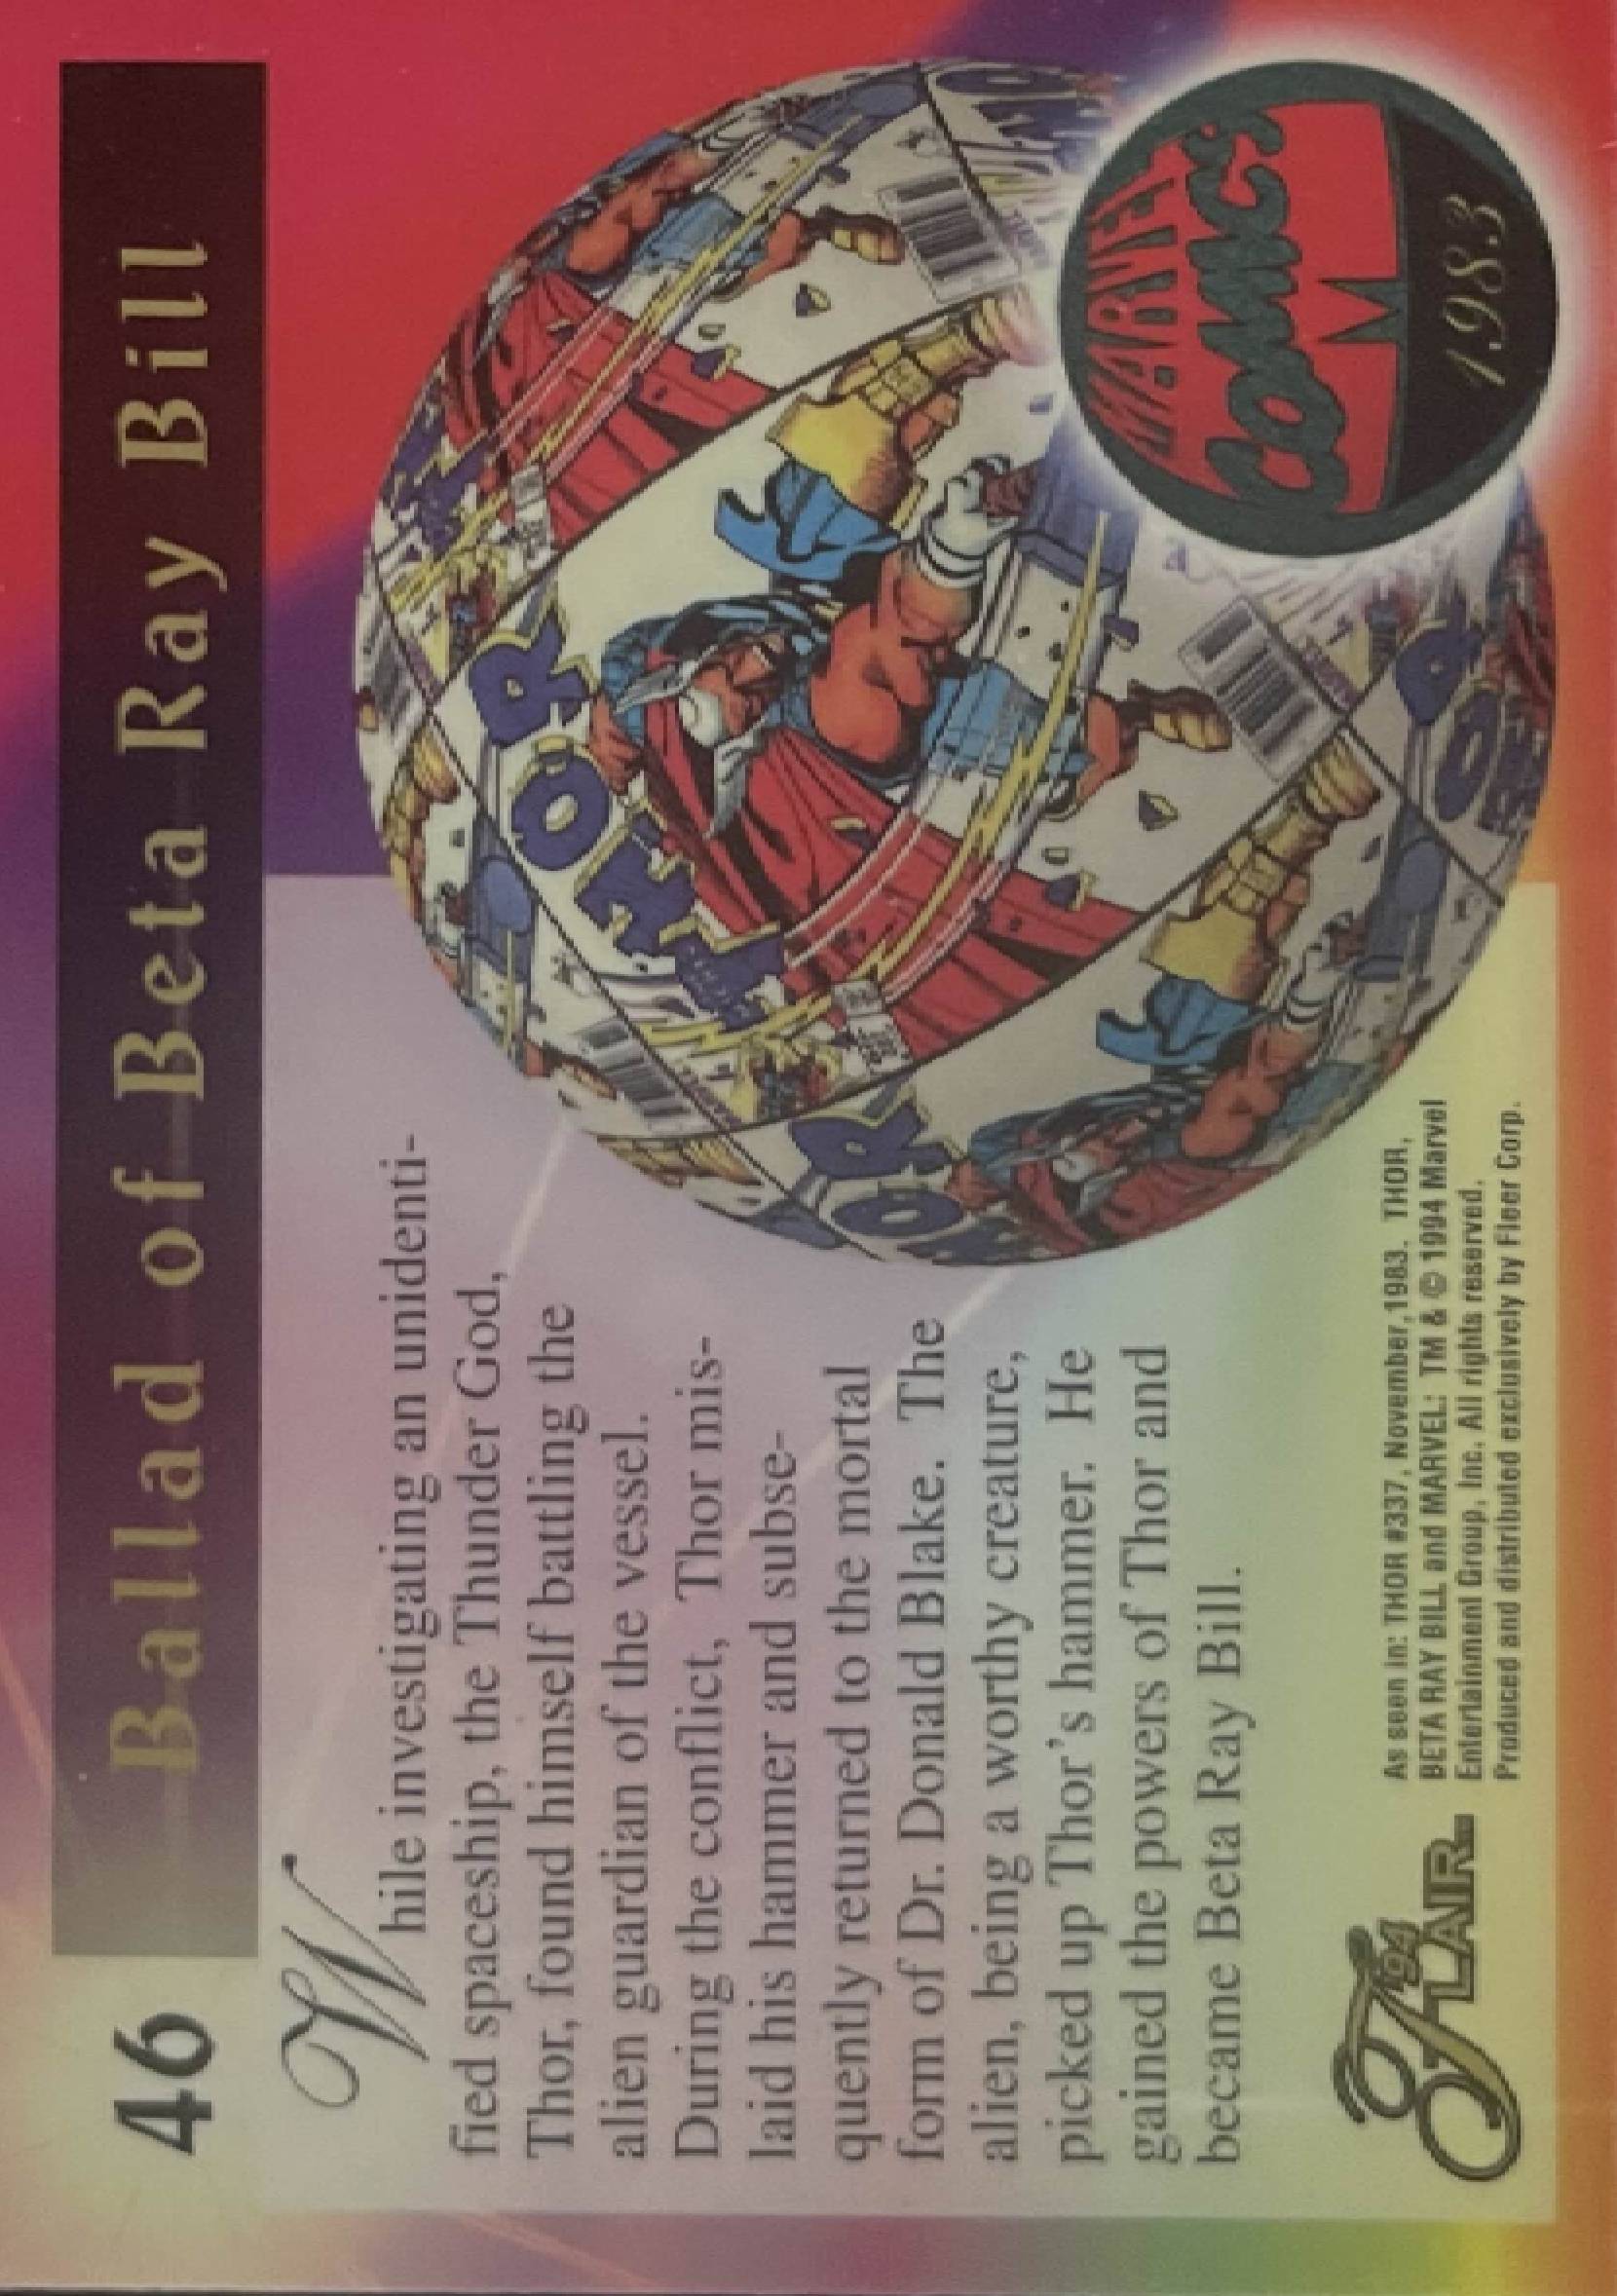 46
Ballad of Beta Ray Bill
While investigating an unidenti-
fied spaceship, the Thunder God,
Thor, found himself battling the
alien guardian of the vessel.
During the conflict, Thor mis-
laid his hammer and subse-
quently returned to the mortal
form of Dr. Donald Blake. The
alien, being a worthy creature,
picked up Thor's hammer. He
gained the powers of Thor and
became Beta Ray Bill.
THOR
MARVEL
COMICS
M
1983
'94
FLAIR
As seen in: THOR #337, November,1983. THOR,
BETA RAY BILL and MARVEL: TM & © 1994 Marvel
Entertainment Group, Inc. All rights reserved.
Produced and distributed exclusively by Fleer Corp.